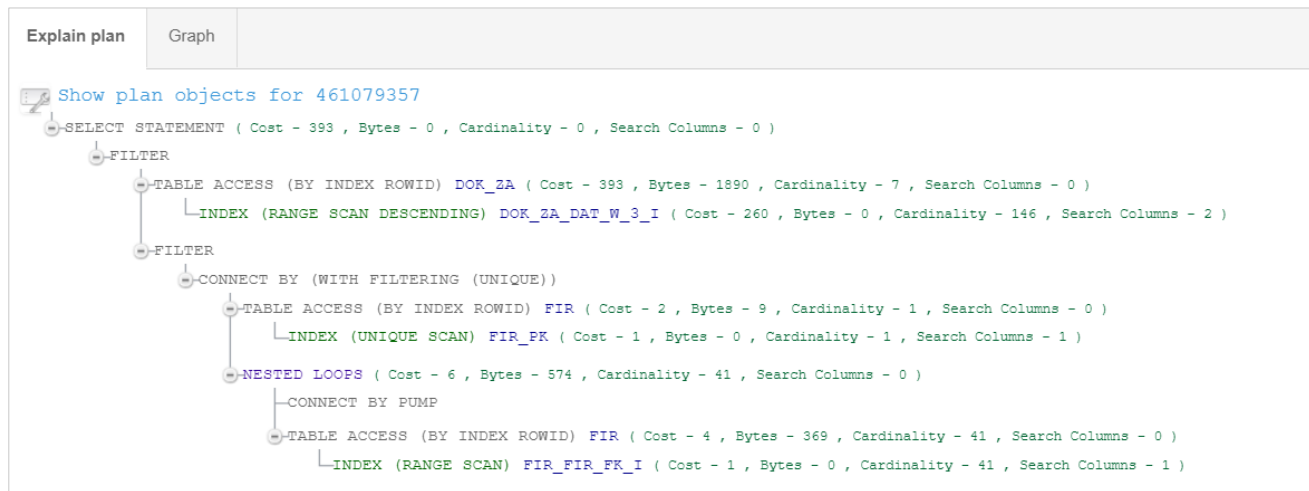 Explain plan
Graph
Show plan objects for 461079357
SELECT STATEMENT ( Cost - 393 , Bytes - 0 , Cardinality - 0 , Search Columns - 0 )
FILTER
TABLE ACCESS (BY INDEX ROWID) DOK_ZA ( Cost - 393 , Bytes - 1890 , Cardinality - 7 , Search Columns - 0 )
INDEX (RANGE SCAN DESCENDING) DOK_ZA_DAT_W_3_I ( Cost - 260 , Bytes - 0 , Cardinality - 146 , Search Columns - 2 )
FILTER
CONNECT BY (WITH FILTERING (UNIQUE))
TABLE ACCESS (BY INDEX ROWID) FIR ( Cost - 2 , Bytes - 9 , Cardinality - 1 , Search Columns - 0 )
INDEX (UNIQUE SCAN) FIR_PK ( Cost - 1 , Bytes - 0 , Cardinality - 1 , Search Columns - 1 )
NESTED LOOPS ( Cost - 6 , Bytes - 574 , Cardinality - 41 , Search Columns - 0 )
CONNECT BY PUMP
TABLE ACCESS (BY INDEX ROWID) FIR ( Cost - 4 , Bytes - 369 , Cardinality - 41 , Search Columns - 0 )
INDEX (RANGE SCAN) FIR_FIR_FK_I ( Cost - 1 , Bytes - 0 , Cardinality - 41 , Search Columns - 1 )